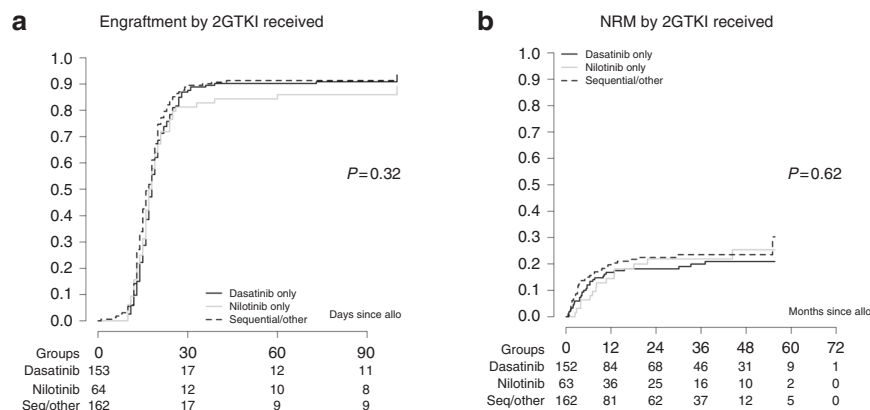 a Engraftment by 2GTKI received
1.0
0.9
0.8
0.7
0.6
0.5
0.4
0.3
0.2
0.1
0.0
P=0.32
Dasatinib only
Nilotinib only
Sequential/other
Days since allo
Groups 0 30 60 90
Dasatinib 153 17 12 11
Nilotinib 64 12 10 8
Seq/other 162 17 9 9
b NRM by 2GTKI received
Dasatinib only
Nilotinib only
Sequential/other
1.0
0.9
0.8
0.7
0.6
0.5
0.4
0.3
0.2
0.1
0.0
P=0.62
Months since allo
Groups 0 12 24 36 48 60 72
Dasatinib 152 84 68 46 31 9 1
Nilotinib 63 36 25 16 10 2 0
Seq/other 162 81 62 37 12 5 0